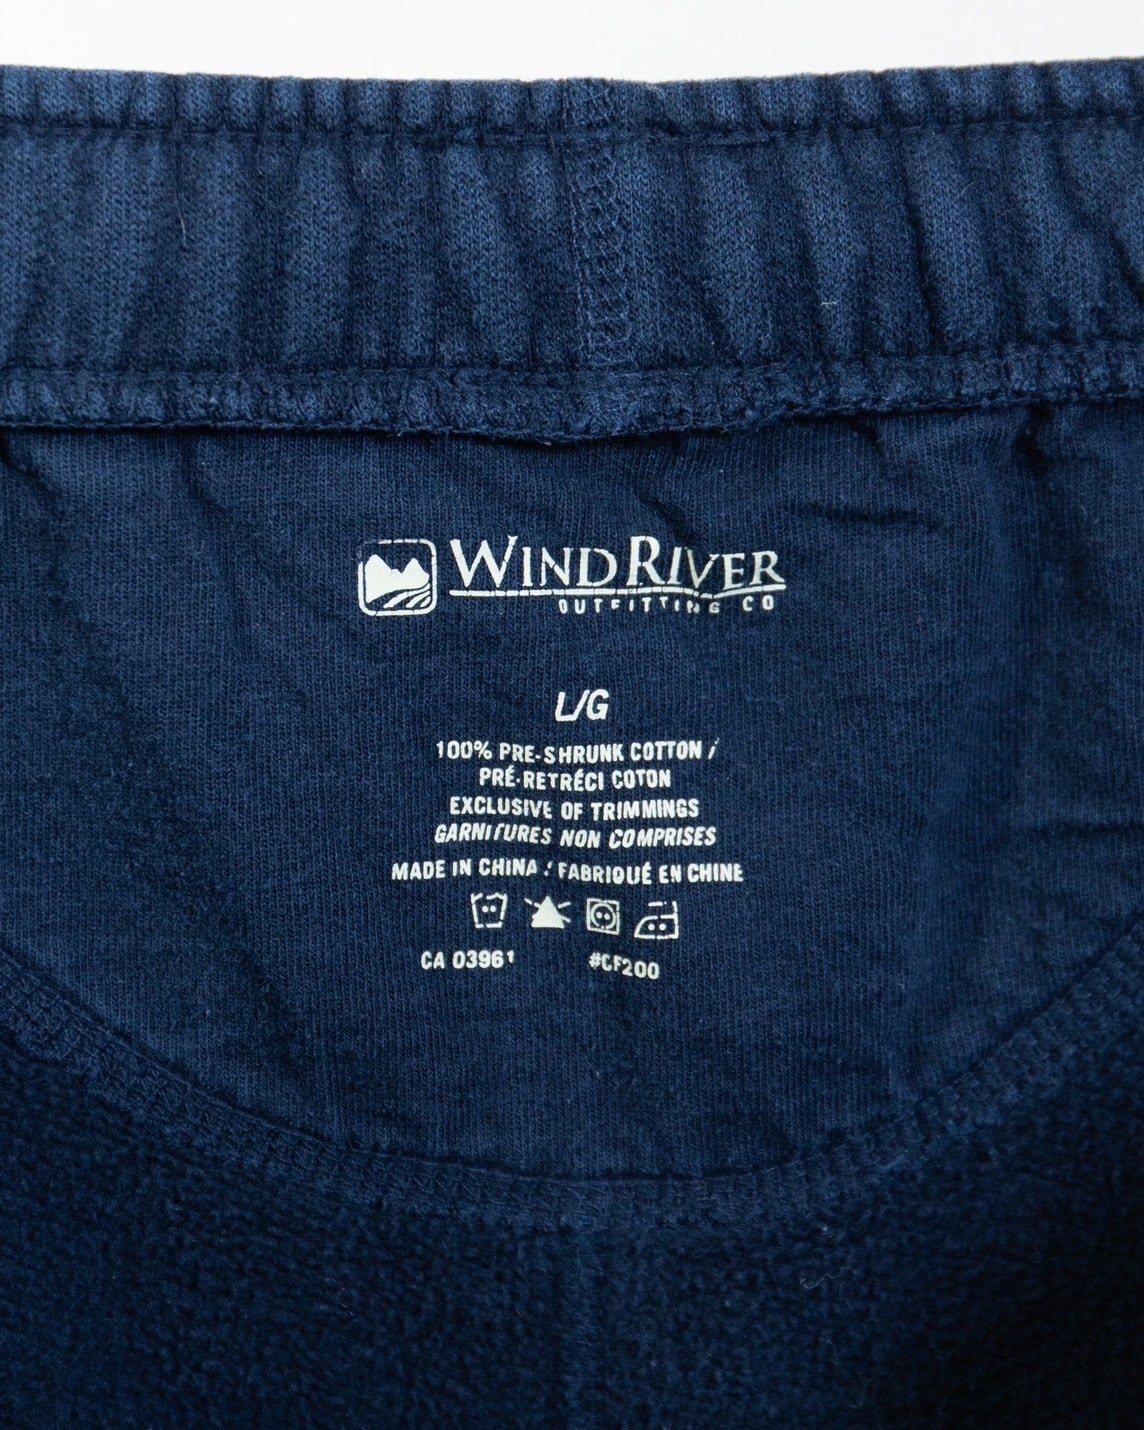 WINDRIVER
OUTFITTING CO
L/G
100% PRE-SHRUNK COTTON /
PRÉ-RETRÉCI COTON
EXCLUSIVE OF TRIMMINGS
GARNITURES NON COMPRISES
MADE IN CHINA / FABRIQUÉ EN CHINE
CA 03961 #CF200